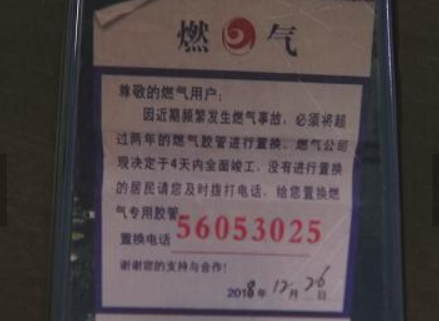 燃气
尊敬的燃气用户:
因近期频繁发生燃气事故,必须将超
过两年的燃气胶管进行置换。燃气公司
现决定于4天内全面竣工,没有进行置换
的居民请您及时拨打电话,给您置换燃
气专用胶管
置换电话 56053025
谢谢您的支持与合作!
2018年12月26日